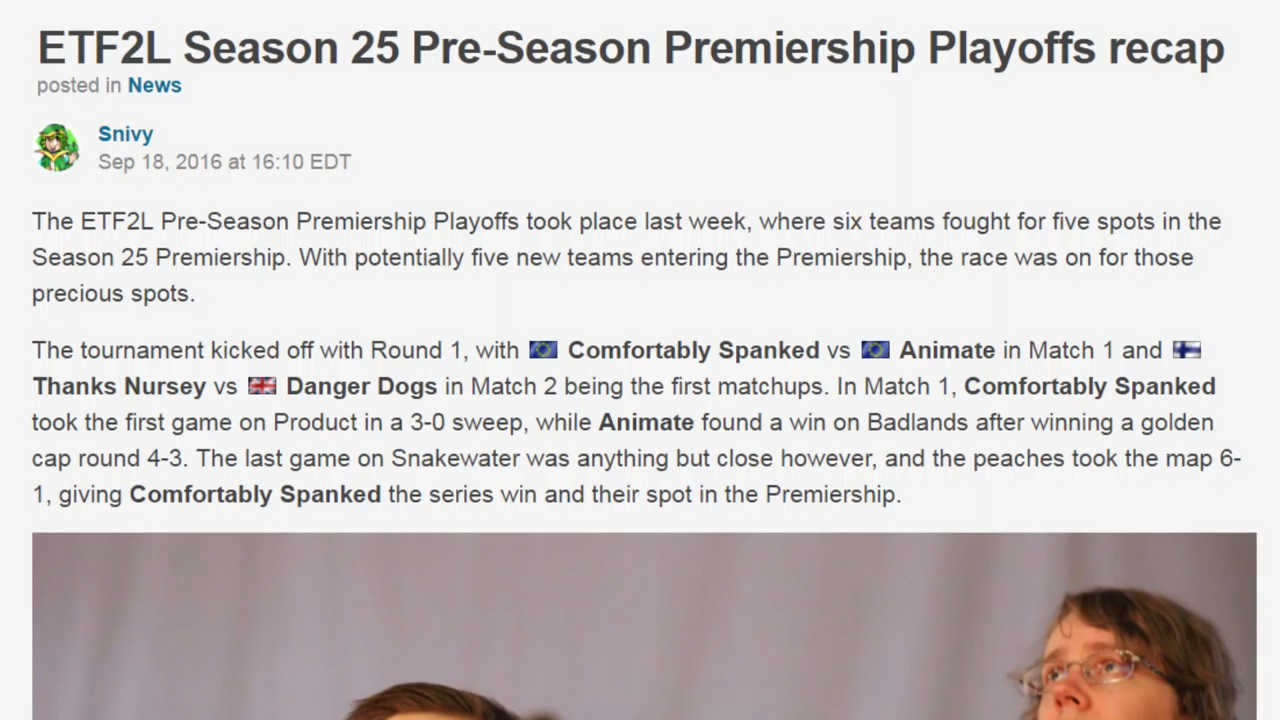 ETF2L Season 25 Pre-Season Premiership Playoffs recap
posted in News
Snivy
Sep 18, 2016 at 16:10 EDT
The ETF2L Pre-Season Premiership Playoffs took place last week, where six teams fought for five spots in the
Season 25 Premiership. With potentially five new teams entering the Premiership, the race was on for those
precious spots.
The tournament kicked off with Round 1, with Comfortably Spanked vs Animate in Match 1 and
Thanks Nursey vs Danger Dogs in Match 2 being the first matchups. In Match 1, Comfortably Spanked
took the first game on Product in a 3-0 sweep, while Animate found a win on Badlands after winning a golden
cap round 4-3. The last game on Snakewater was anything but close however, and the peaches took the map 6-
1, giving Comfortably Spanked the series win and their spot in the Premiership.